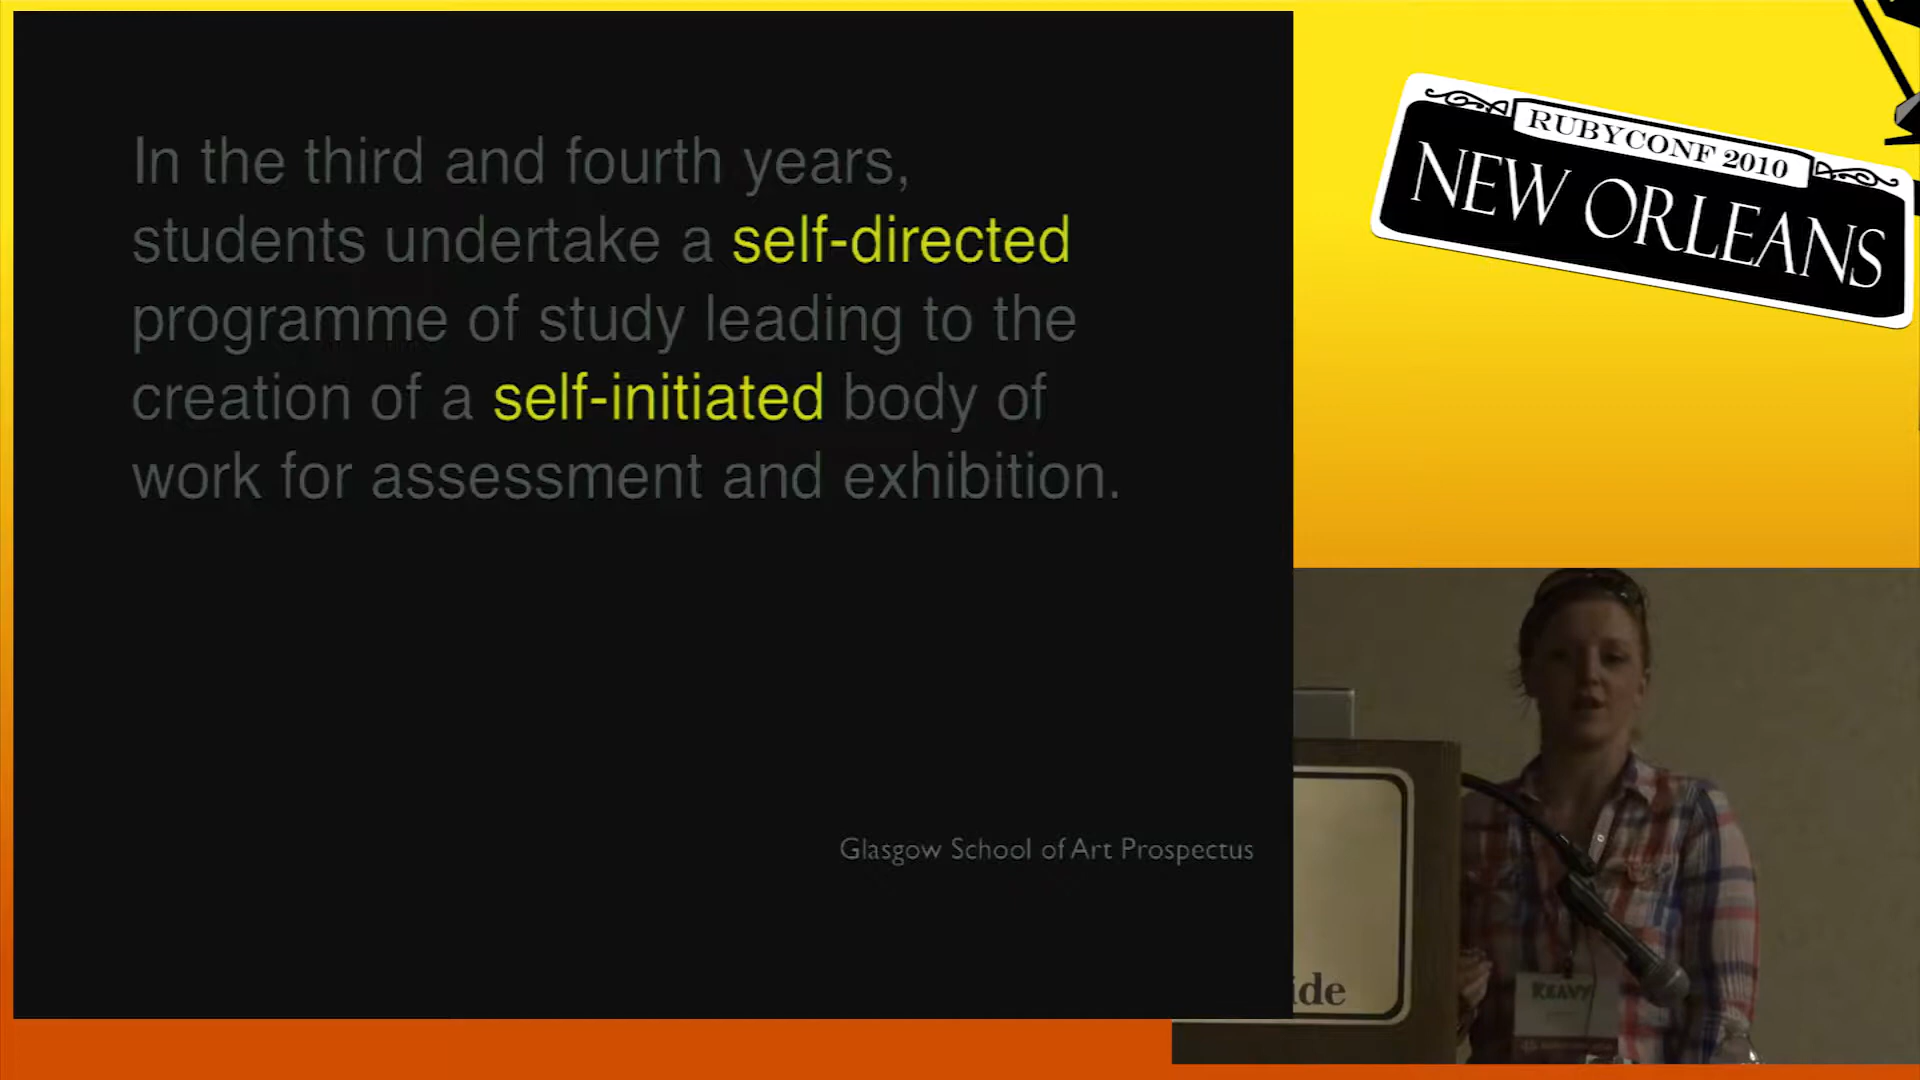 In the third and fourth years,
students undertake a self-directed
programme of study leading to the
creation of a self-initiated body of
work for assessment and exhibition.
Glasgow School of Art Prospectus
RUBYCONF 2010
NEW ORLEANS
ide
REAVY